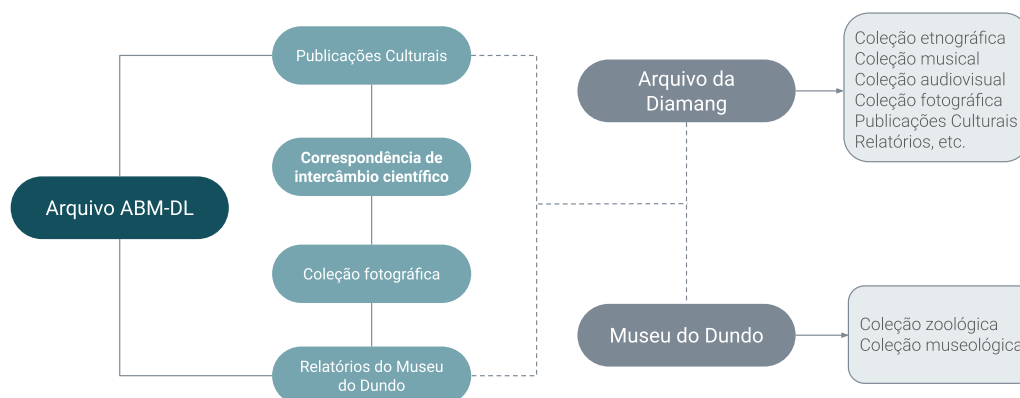 Arquivo ABM-DL
Publicações Culturais
Correspondência de
intercâmbio científico
Coleção fotográfica
Relatórios do Museu
do Dundo
Arquivo da
Diamang
Museu do Dundo
Coleção etnográfica
Coleção musical
Coleção audiovisual
Coleção fotográfica
Publicações Culturais
Relatórios, etc.
Coleção zoológica
Coleção museológica